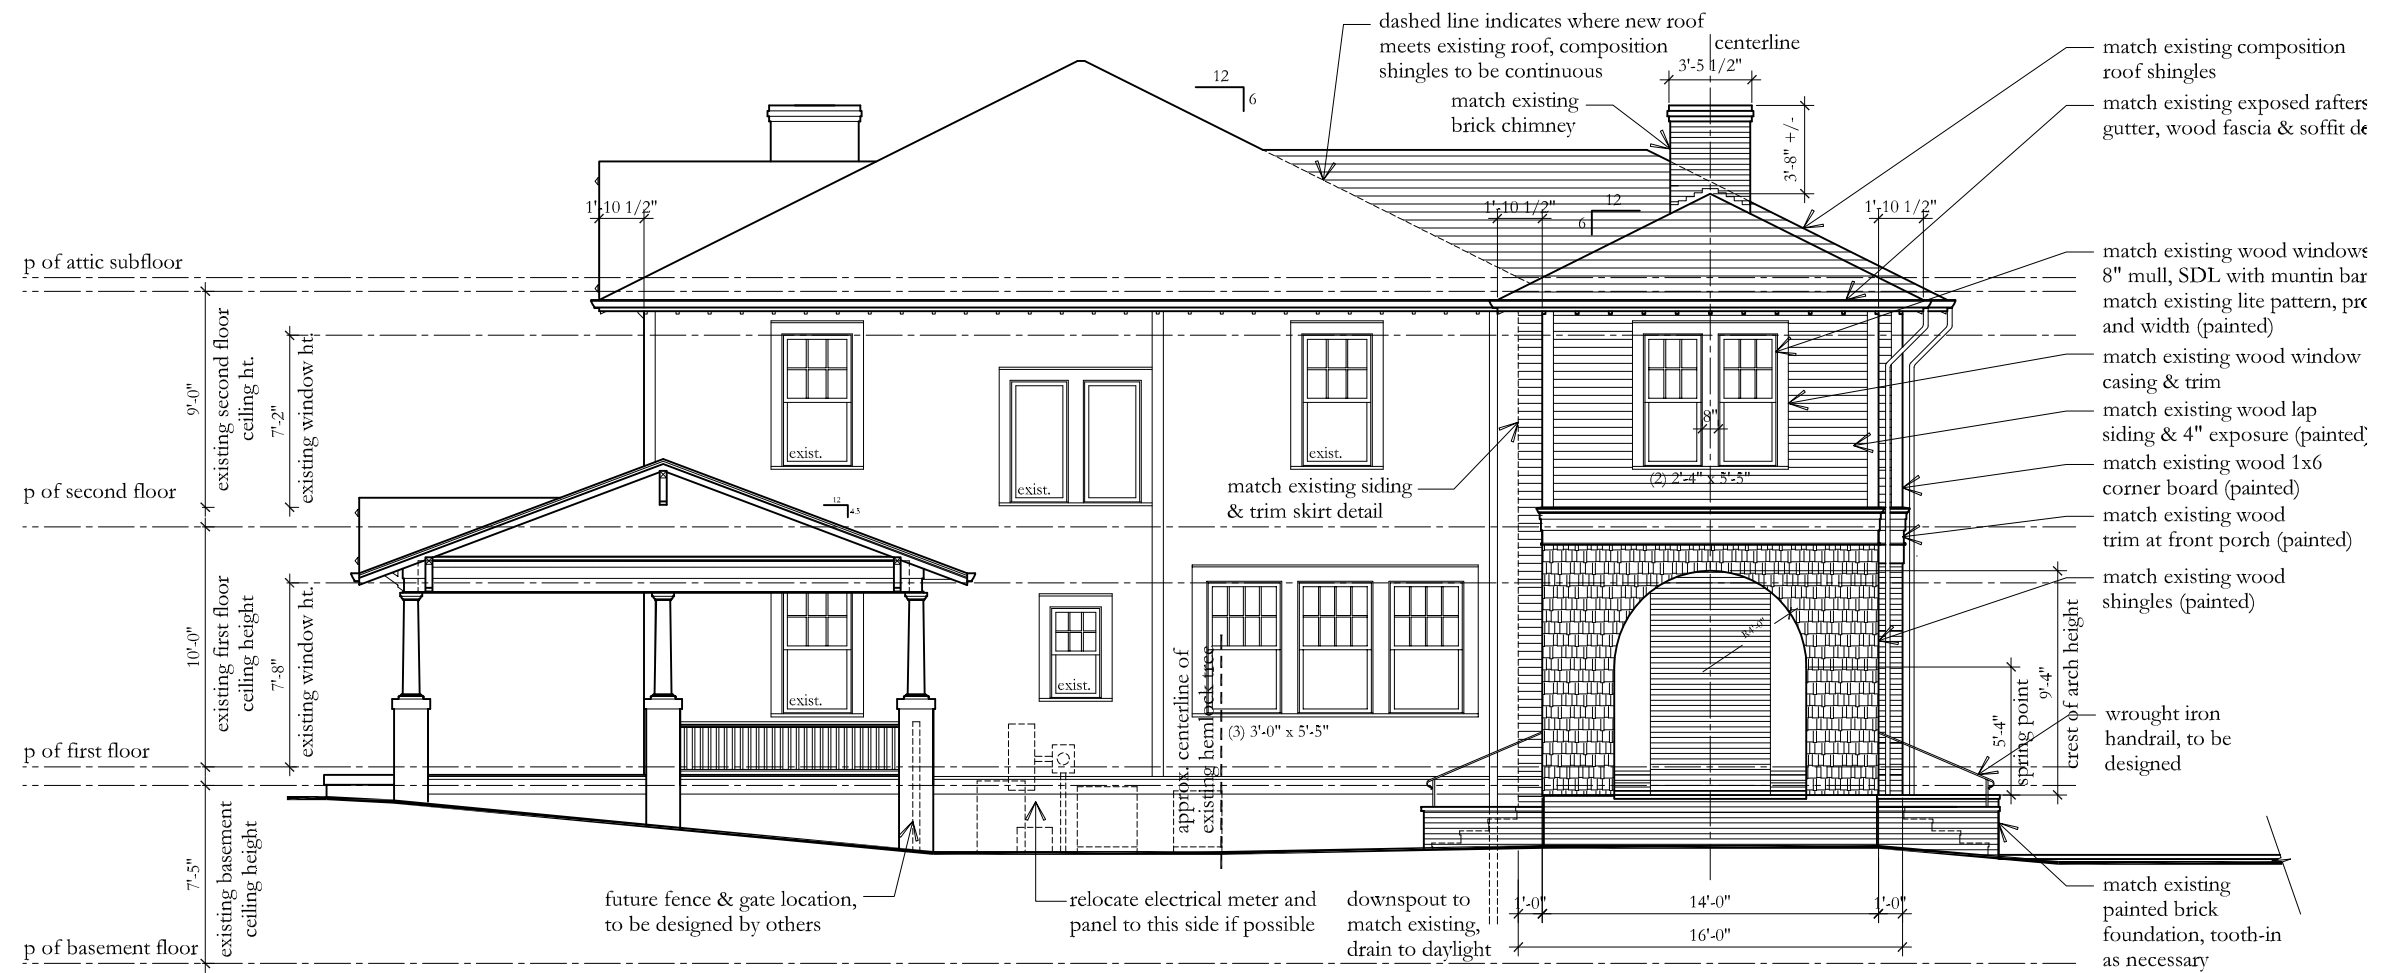 dashed line indicates where new roof
meets existing roof, composition
shingles to be continuous
centerline
3'-5 1/2"
match existing
brick chimney
12
6
3'-8" +/-
match existing composition
roof shingles
match existing exposed rafters
gutter, wood fascia & soffit de
1'-10 1/2"
1'-10 1/2"
12
6
1'-10 1/2"
p of attic subfloor
match existing wood windows
8" mull, SDL with muntin bar
match existing lite pattern, pro
and width (painted)
match existing wood window
casing & trim
match existing wood lap
siding & 4" exposure (painted)
match existing wood 1x6
corner board (painted)
match existing wood
trim at front porch (painted)
match existing wood
shingles (painted)
9'-0"
existing second floor
ceiling ht.
7'-2"
existing window ht.
exist.
exist.
exist.
8"
(2) 2'-4" x 5'-5"
match existing siding
& trim skirt detail
p of second floor
12
4.5
10'-0"
existing first floor
ceiling height
7'-8"
existing window ht.
exist.
exist.
approx. centerline of
existing hemlock tree
(3) 3'-0" x 5'-5"
R4'-0"
5'-4"
spring point
9'-4"
crest of arch height
wrought iron
handrail, to be
designed
p of first floor
7'-5"
existing basement
ceiling height
future fence & gate location,
to be designed by others
relocate electrical meter and
panel to this side if possible
downspout to
match existing,
drain to daylight
1'-0"
14'-0"
1'-0"
16'-0"
match existing
painted brick
foundation, tooth-in
as necessary
p of basement floor